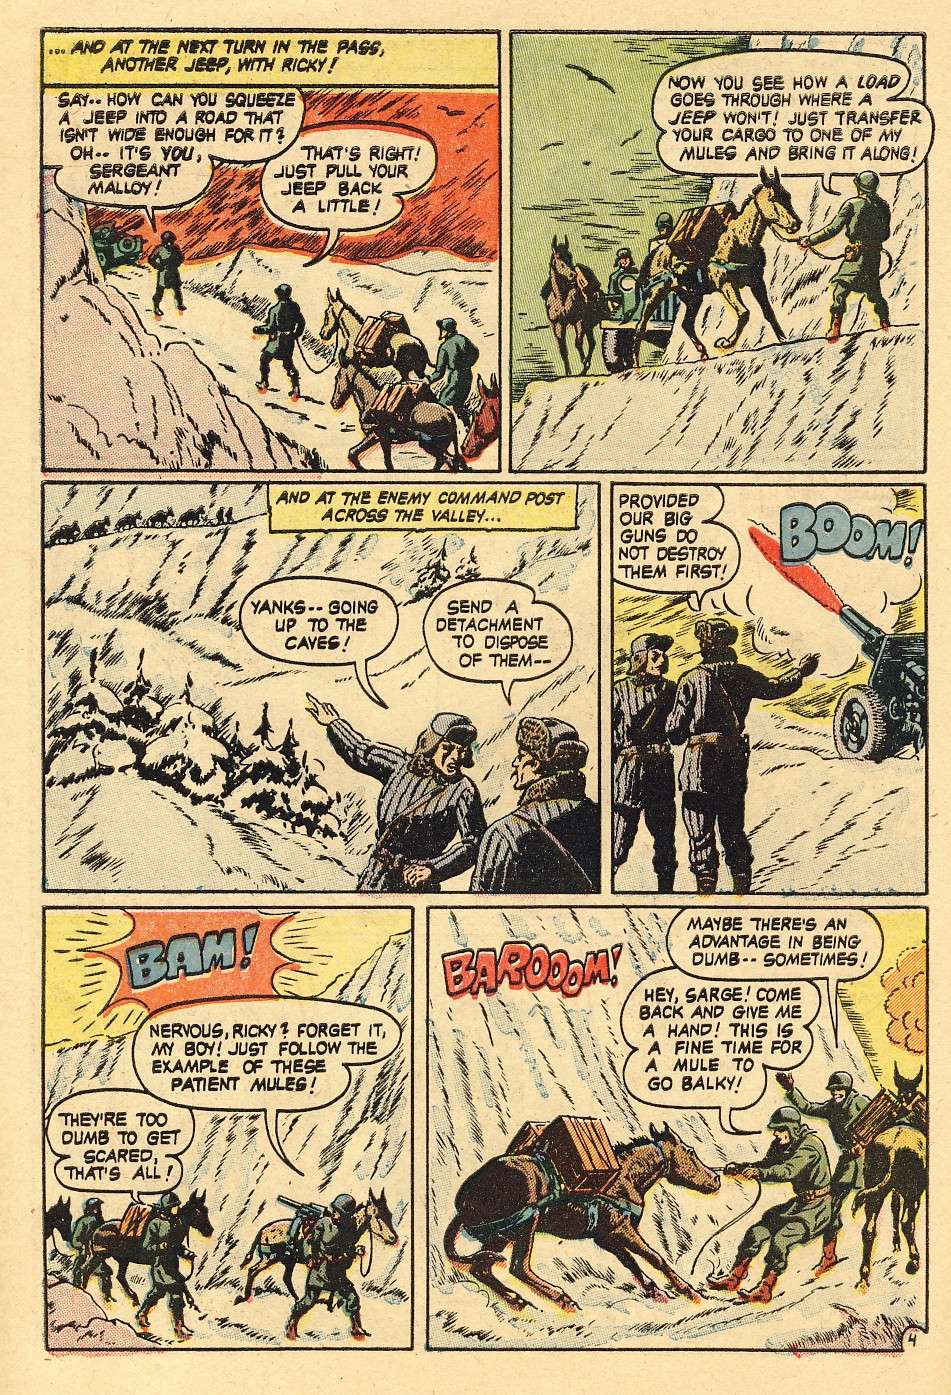 ... AND AT THE NEXT TURN IN THE PASS,
ANOTHER JEEP, WITH RICKY!
SAY-- HOW CAN YOU SQUEEZE
A JEEP INTO A ROAD THAT
ISN'T WIDE ENOUGH FOR IT?
OH-- IT'S YOU,
SERGEANT
MALLOY!
THAT'S RIGHT!
JUST PULL YOUR
JEEP BACK
A LITTLE!
NOW YOU SEE HOW A LOAD
GOES THROUGH WHERE A
JEEP WON'T! JUST TRANSFER
YOUR CARGO TO ONE OF MY
MULES AND BRING IT ALONG!
AND AT THE ENEMY COMMAND POST
ACROSS THE VALLEY...
YANKS-- GOING
UP TO THE
CAVES!
SEND A
DETACHMENT
TO DISPOSE
OF THEM--
PROVIDED
OUR BIG
GUNS DO
NOT DESTROY
THEM FIRST!
BOOM!
BAM!
NERVOUS, RICKY? FORGET IT,
MY BOY! JUST FOLLOW THE
EXAMPLE OF THESE
PATIENT MULES!
THEY'RE TOO
DUMB TO GET
SCARED,
THAT'S ALL!
BAROOOM!
MAYBE THERE'S AN
ADVANTAGE IN BEING
DUMB-- SOMETIMES!
HEY, SARGE! COME
BACK AND GIVE ME
A HAND! THIS IS
A FINE TIME FOR
A MULE TO
GO BALKY!
4